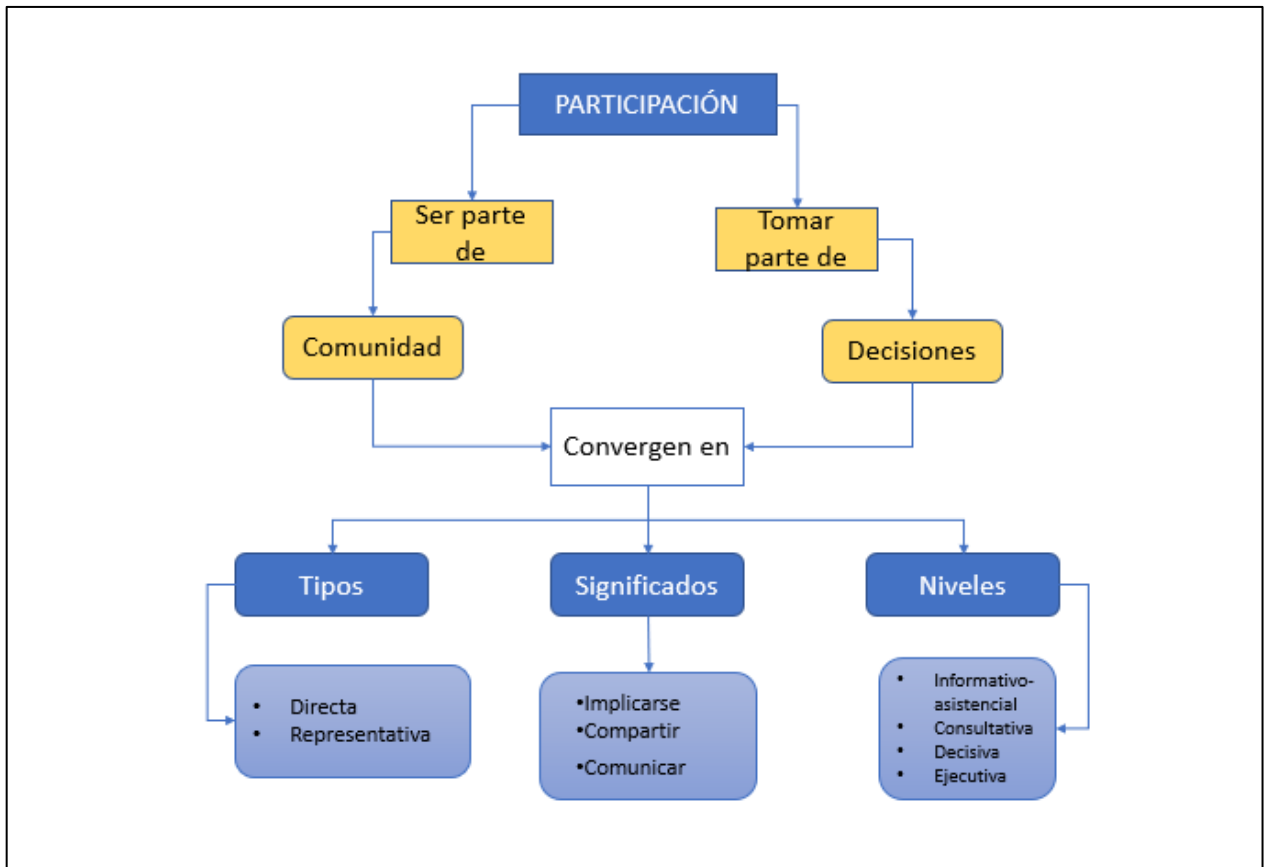 PARTICIPACIÓN
Ser parte
de
Tomar
parte de
Comunidad
Decisiones
Convergen en
Tipos
Significados
Niveles
• Directa
• Representativa
•Implicarse
•Compartir
•Comunicar
• Informativo-
asistencial
• Consultativa
• Decisiva
• Ejecutiva